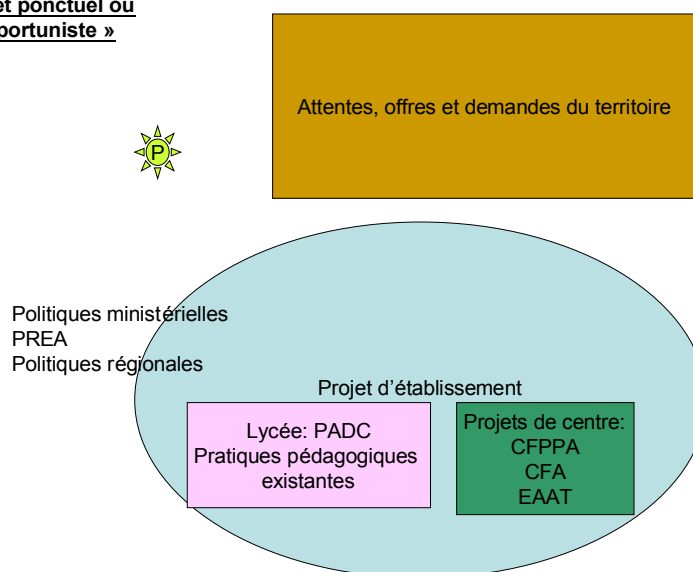 et ponctuel ou
portuniste »
Attentes, offres et demandes du territoire
P
Politiques ministérielles
PREA
Politiques régionales
Projet d'établissement
Lycée: PADC
Pratiques pédagogiques
existantes
Projets de centre:
CFPPA
CFA
EAAT